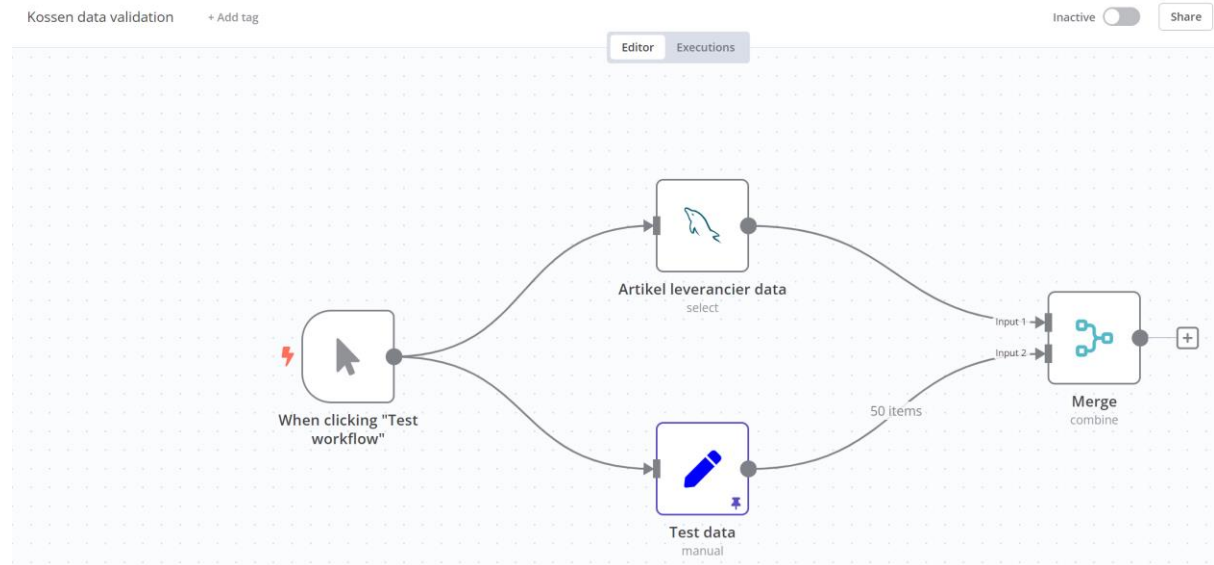 Kossen data validation
+ Add tag
Inactive
Share
Editor
Executions
Artikel leverancier data
select
Input 1
Input 2
When clicking "Test
workflow"
50 items
Merge
combine
Test data
manual